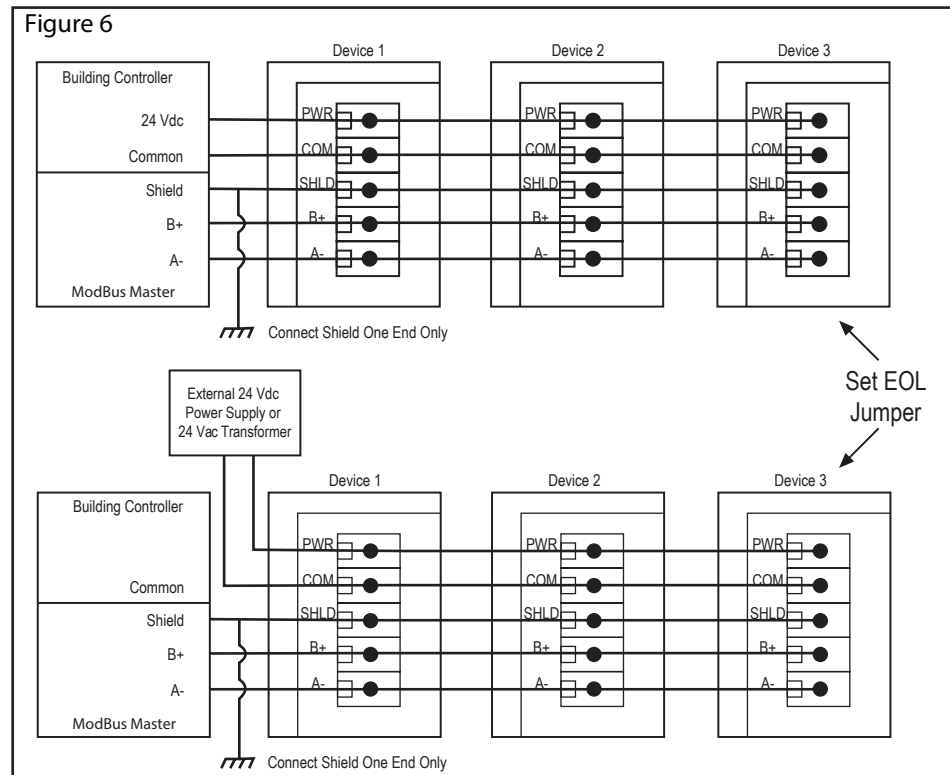 Figure 6
Device 1
Device 2
Device 3
Building Controller
24 Vdc
Common
Shield
B+
A-
ModBus Master
PWR
COM
SHLD
B+
A-
PWR
COM
SHLD
B+
A-
PWR
COM
SHLD
B+
A-
Connect Shield One End Only
Set EOL
Jumper
External 24 Vdc
Power Supply or
24 Vac Transformer
Device 1
Device 2
Device 3
Building Controller
Common
Shield
B+
A-
ModBus Master
PWR
COM
SHLD
B+
A-
PWR
COM
SHLD
B+
A-
PWR
COM
SHLD
B+
A-
Connect Shield One End Only